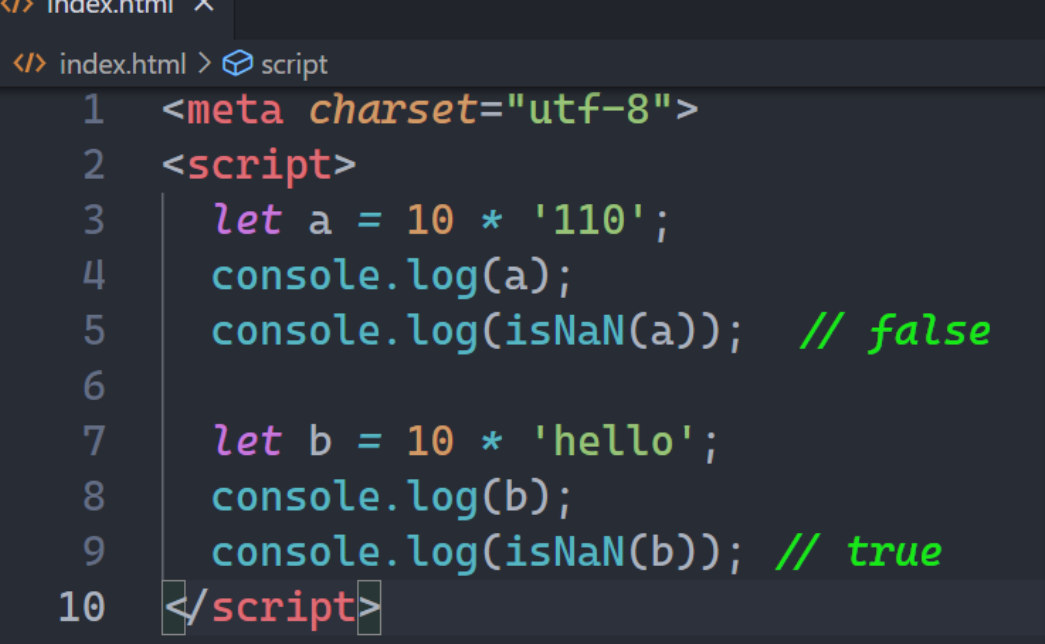 index.html ×
index.html > script
1 <meta charset="utf-8">
2 <script>
3 let a = 10 * '110';
4 console.log(a);
5 console.log(isNaN(a)); // false
6
7 let b = 10 * 'hello';
8 console.log(b);
9 console.log(isNaN(b)); // true
10 </script>